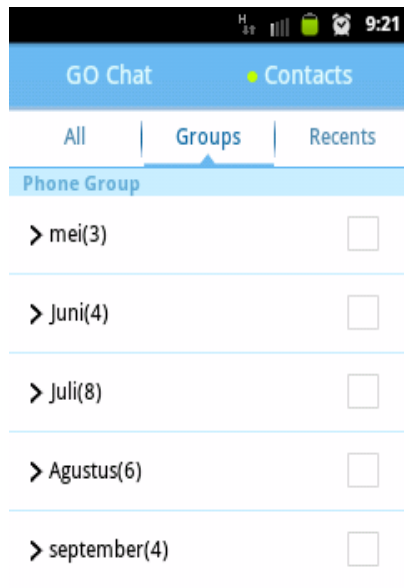 H 9:21
GO Chat Contacts
All Groups Recents
Phone Group
mei(3)
Juni(4)
Juli(8)
Agustus(6)
september(4)